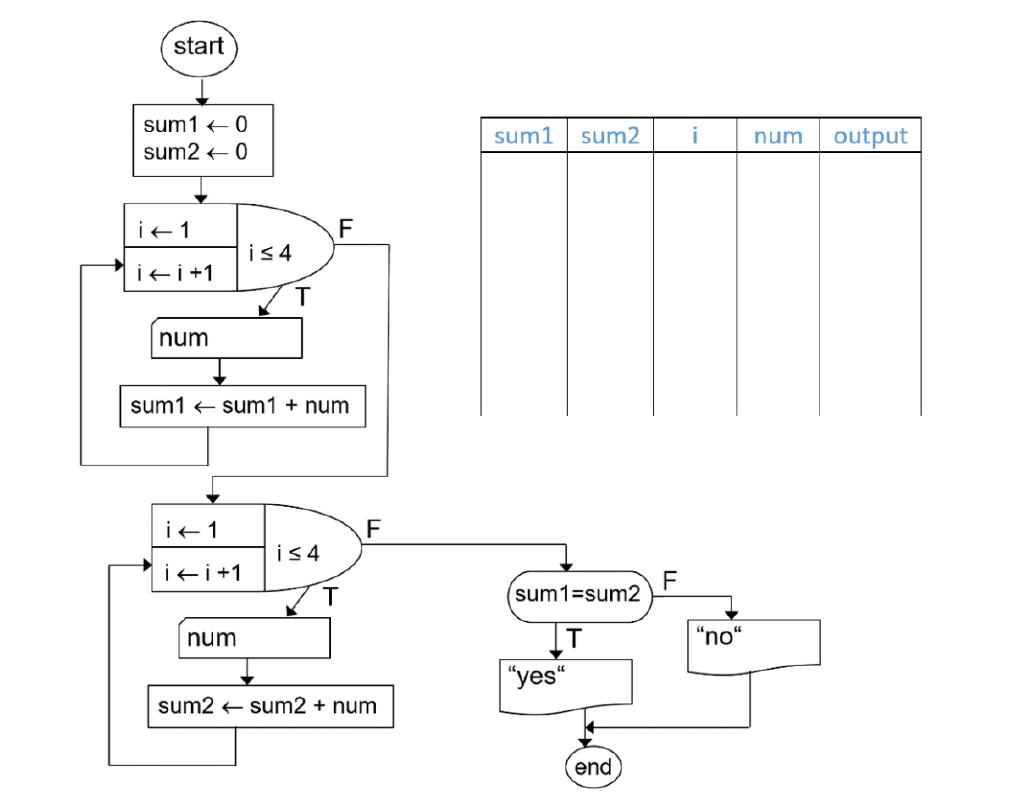 start
sum1 ← 0
sum2 ← 0
i ← 1
i ← i +1
i ≤ 4
F
T
num
sum1 ← sum1 + num
i ← 1
i ← i +1
i ≤ 4
F
T
num
sum2 ← sum2 + num
sum1=sum2
F
T
“no“
“yes“
end
sum1 sum2 i num output